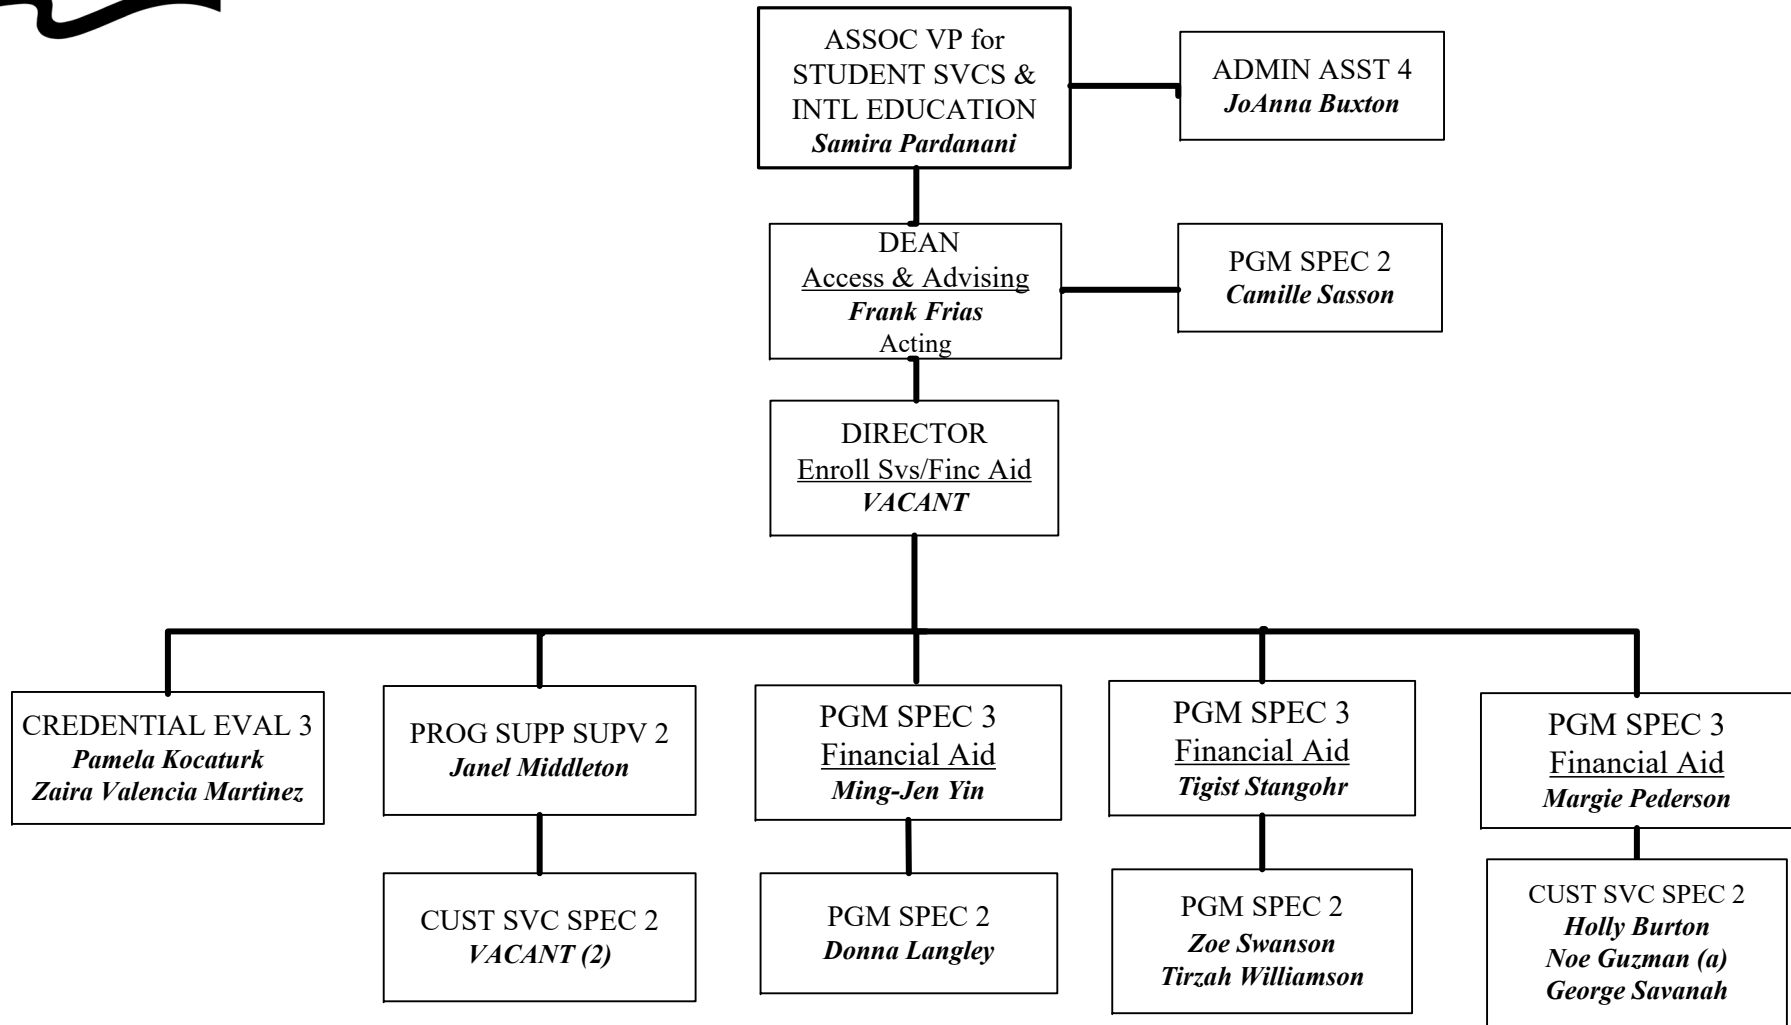 ASSOC VP for
STUDENT SVCS &
INTL EDUCATION
Samira Pardanani
ADMIN ASST 4
JoAnna Buxton
DEAN
Access & Advising
Frank Frias
Acting
PGM SPEC 2
Camille Sasson
DIRECTOR
Enroll Svs/Finc Aid
VACANT
CREDENTIAL EVAL 3
Pamela Kocaturk
Zaira Valencia Martinez
PROG SUPP SUPV 2
Janel Middleton
PGM SPEC 3
Financial Aid
Ming-Jen Yin
PGM SPEC 3
Financial Aid
Tigist Stangohr
PGM SPEC 3
Financial Aid
Margie Pederson
CUST SVC SPEC 2
VACANT (2)
PGM SPEC 2
Donna Langley
PGM SPEC 2
Zoe Swanson
Tirzah Williamson
CUST SVC SPEC 2
Holly Burton
Noe Guzman (a)
George Savanah